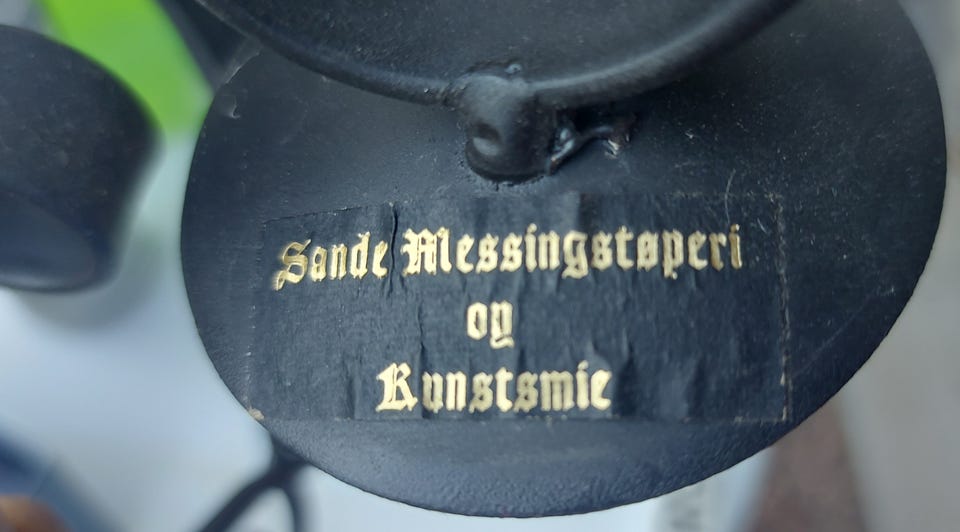 Sande Messingstøperi
og
Kunstsmie